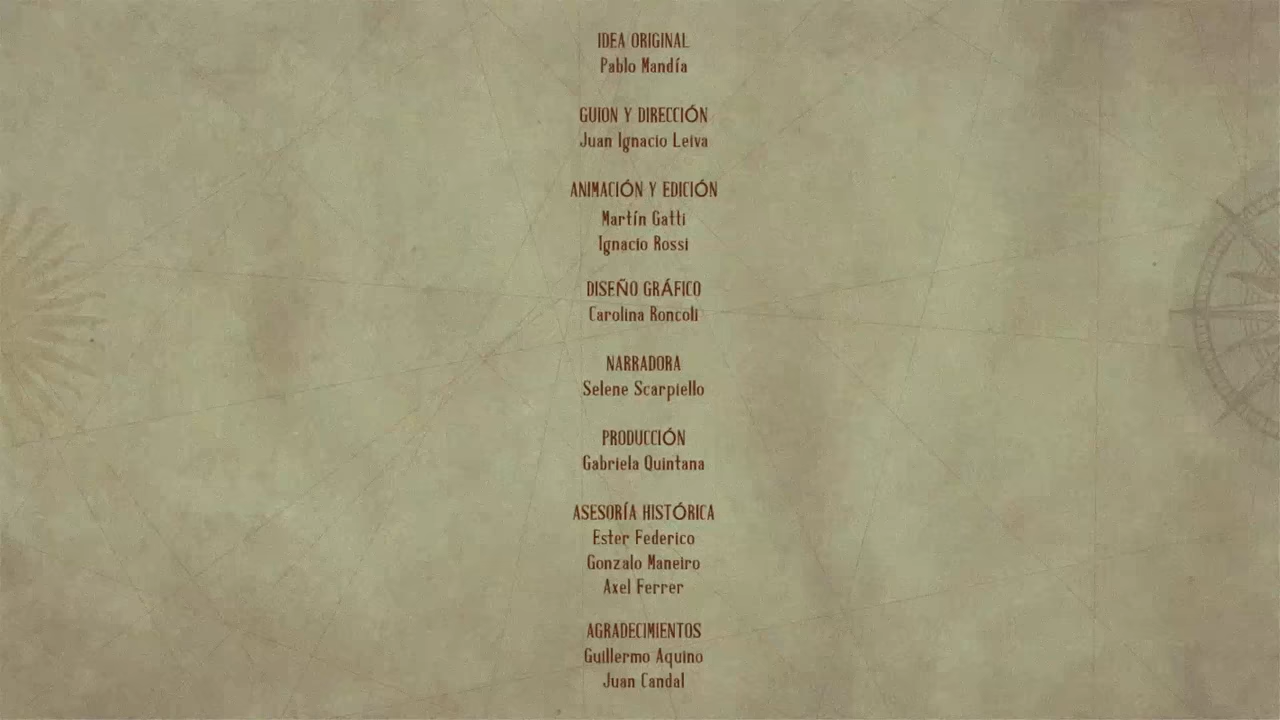 IDEA ORIGINAL
Pablo Mandía
GUION Y DIRECCIÓN
Juan Ignacio Leiva
ANIMACIÓN Y EDICIÓN
Martín Gatti
Ignacio Rossi
DISEÑO GRÁFICO
Carolina Roncoli
NARRADORA
Selene Scarpiello
PRODUCCIÓN
Gabriela Quintana
ASESORÍA HISTÓRICA
Ester Federico
Gonzalo Maneiro
Axel Ferrer
AGRADECIMIENTOS
Guillermo Aquino
Juan Candal